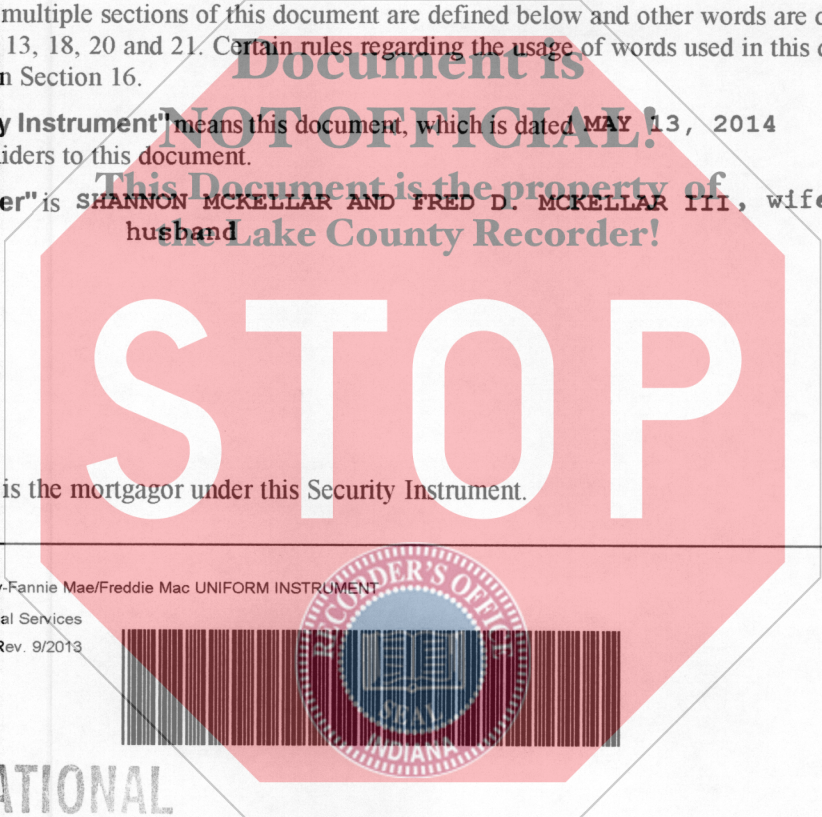 multiple sections of this document are defined below and other words are d
13, 18, 20 and 21. Certain rules regarding the usage of words used in this d
n Section 16.
Document is
NOT OFFICIAL!
y Instrument" means this document, which is dated MAY 13, 2014
iders to this document.
This Document is the property of
er" is SHANNON MCKELLAR AND FRED D. MCKELLAR III, wife
husband
the Lake County Recorder!
STOP
is the mortgagor under this Security Instrument.
y-Fannie Mae/Freddie Mac UNIFORM INSTRUMENT
al Services
Rev. 9/2013
RECORDER'S OFFICE
SEAL
INDIANA
ATIONAL